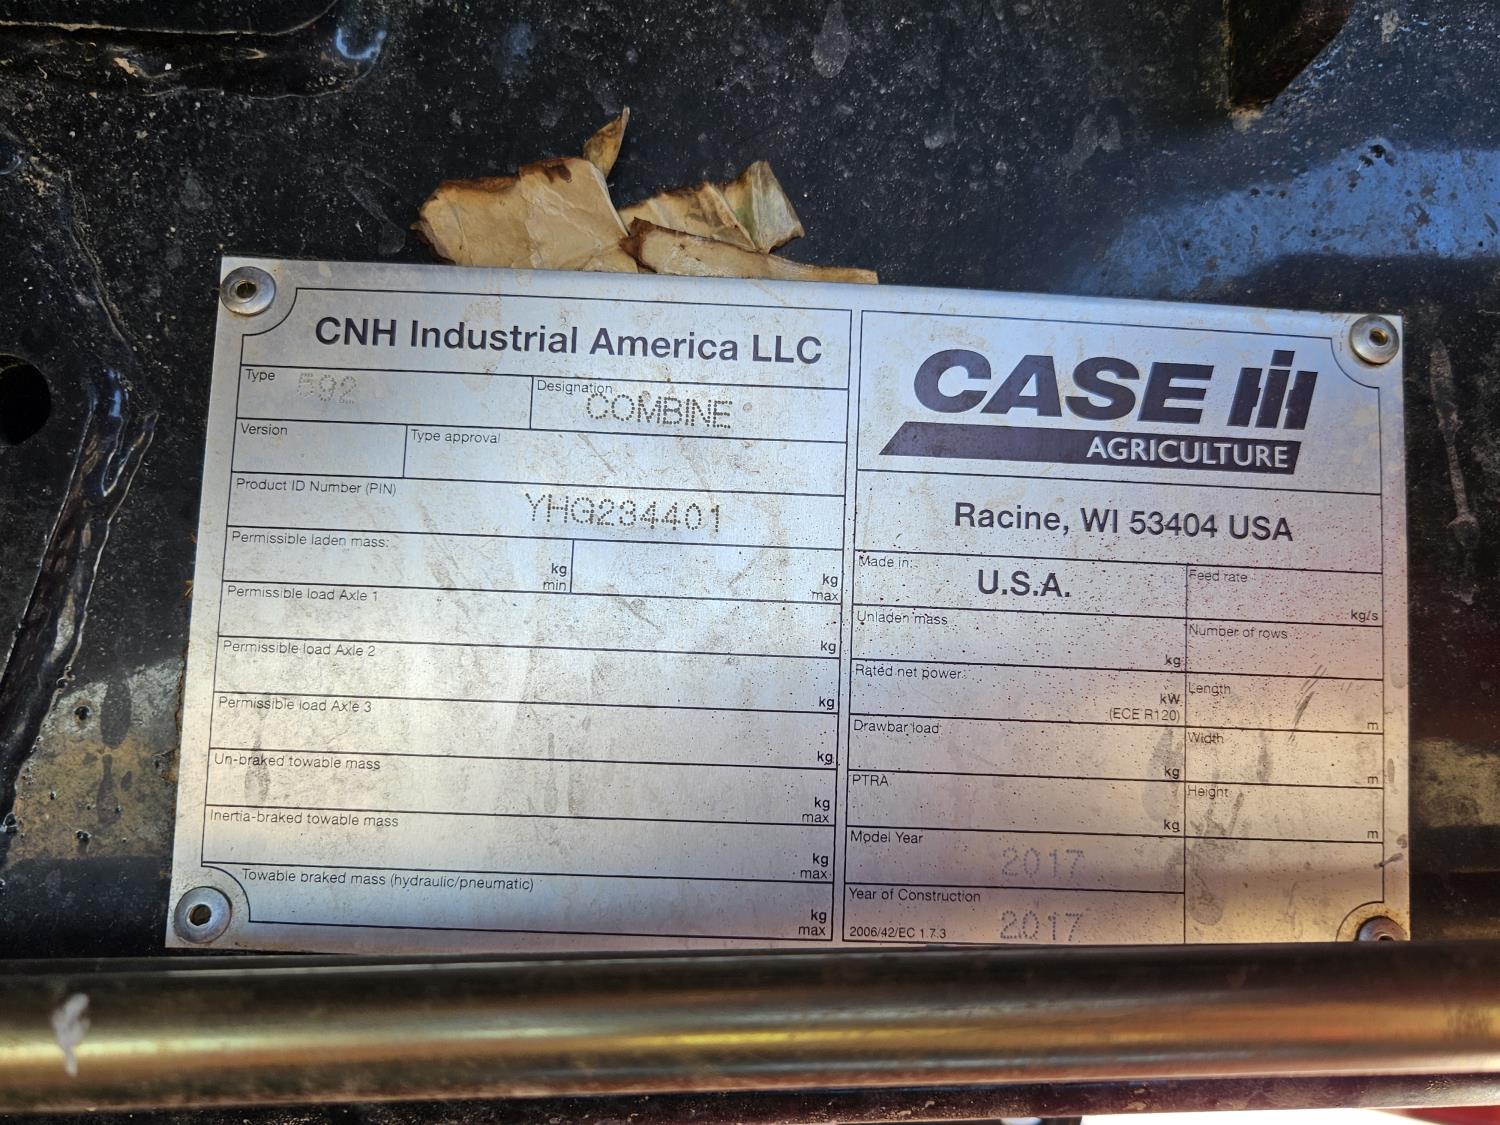 CNH Industrial America LLC
Type 592
Designation COMBINE
Version
Type approval
Product ID Number (PIN) YHG234401
Permissible laden mass: kg min kg max
Permissible load Axle 1 kg
Permissible load Axle 2 kg
Permissible load Axle 3 kg
Un-braked towable mass kg max
Inertia-braked towable mass kg max
Towable braked mass (hydraulic/pneumatic) kg max
CASE IH
AGRICULTURE
Racine, WI 53404 USA
Made in: U.S.A.
Feed rate kg/s
Unladen mass kg
Number of rows
Rated net power kW (ECE R120)
Length m
Drawbar load kg
Width m
PTRA kg
Height m
Model Year 2017
Year of Construction 2017
2006/42/EC 1.7.3